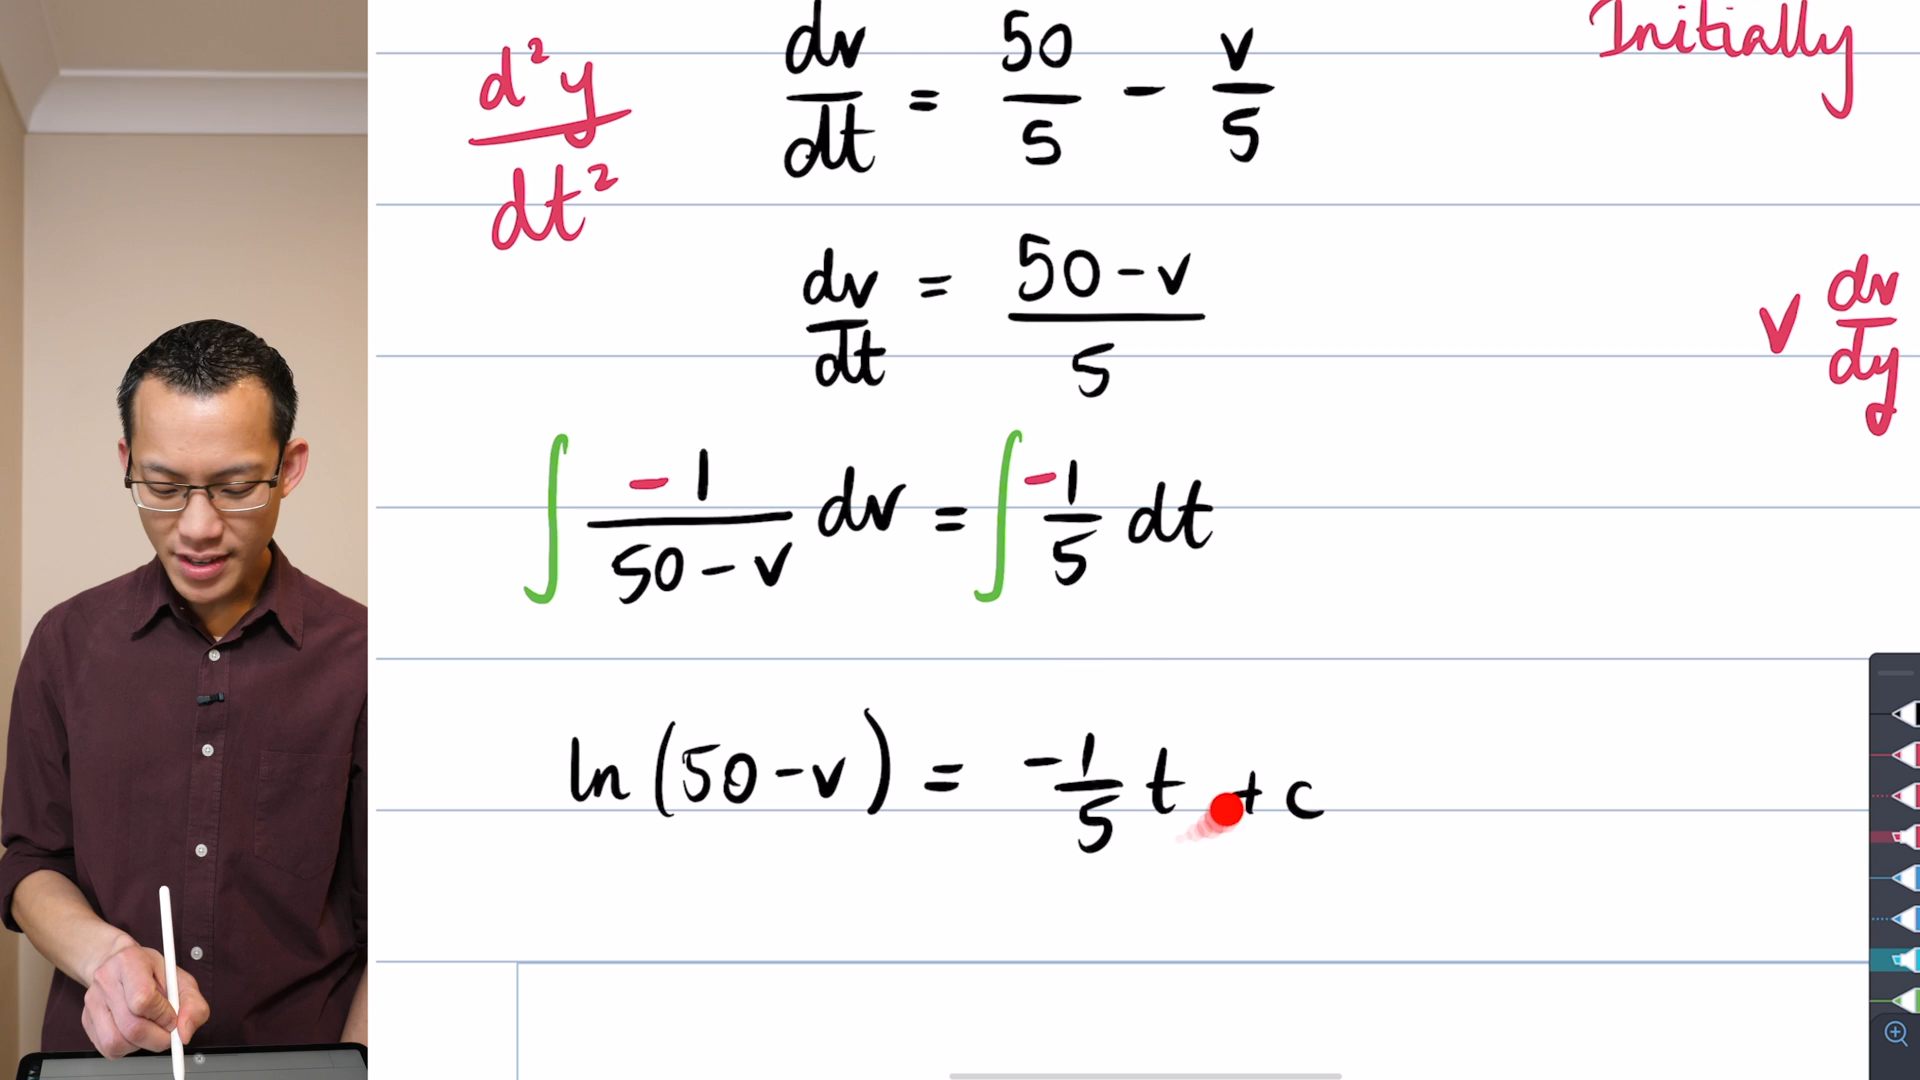 d²y/dt²
dv/dt = 50/5 - v/5
Initially
dv/dt = (50-v)/5
v dv/dy
∫ -1/(50-v) dv = ∫ -1/5 dt
ln(50-v) = -1/5 t + c